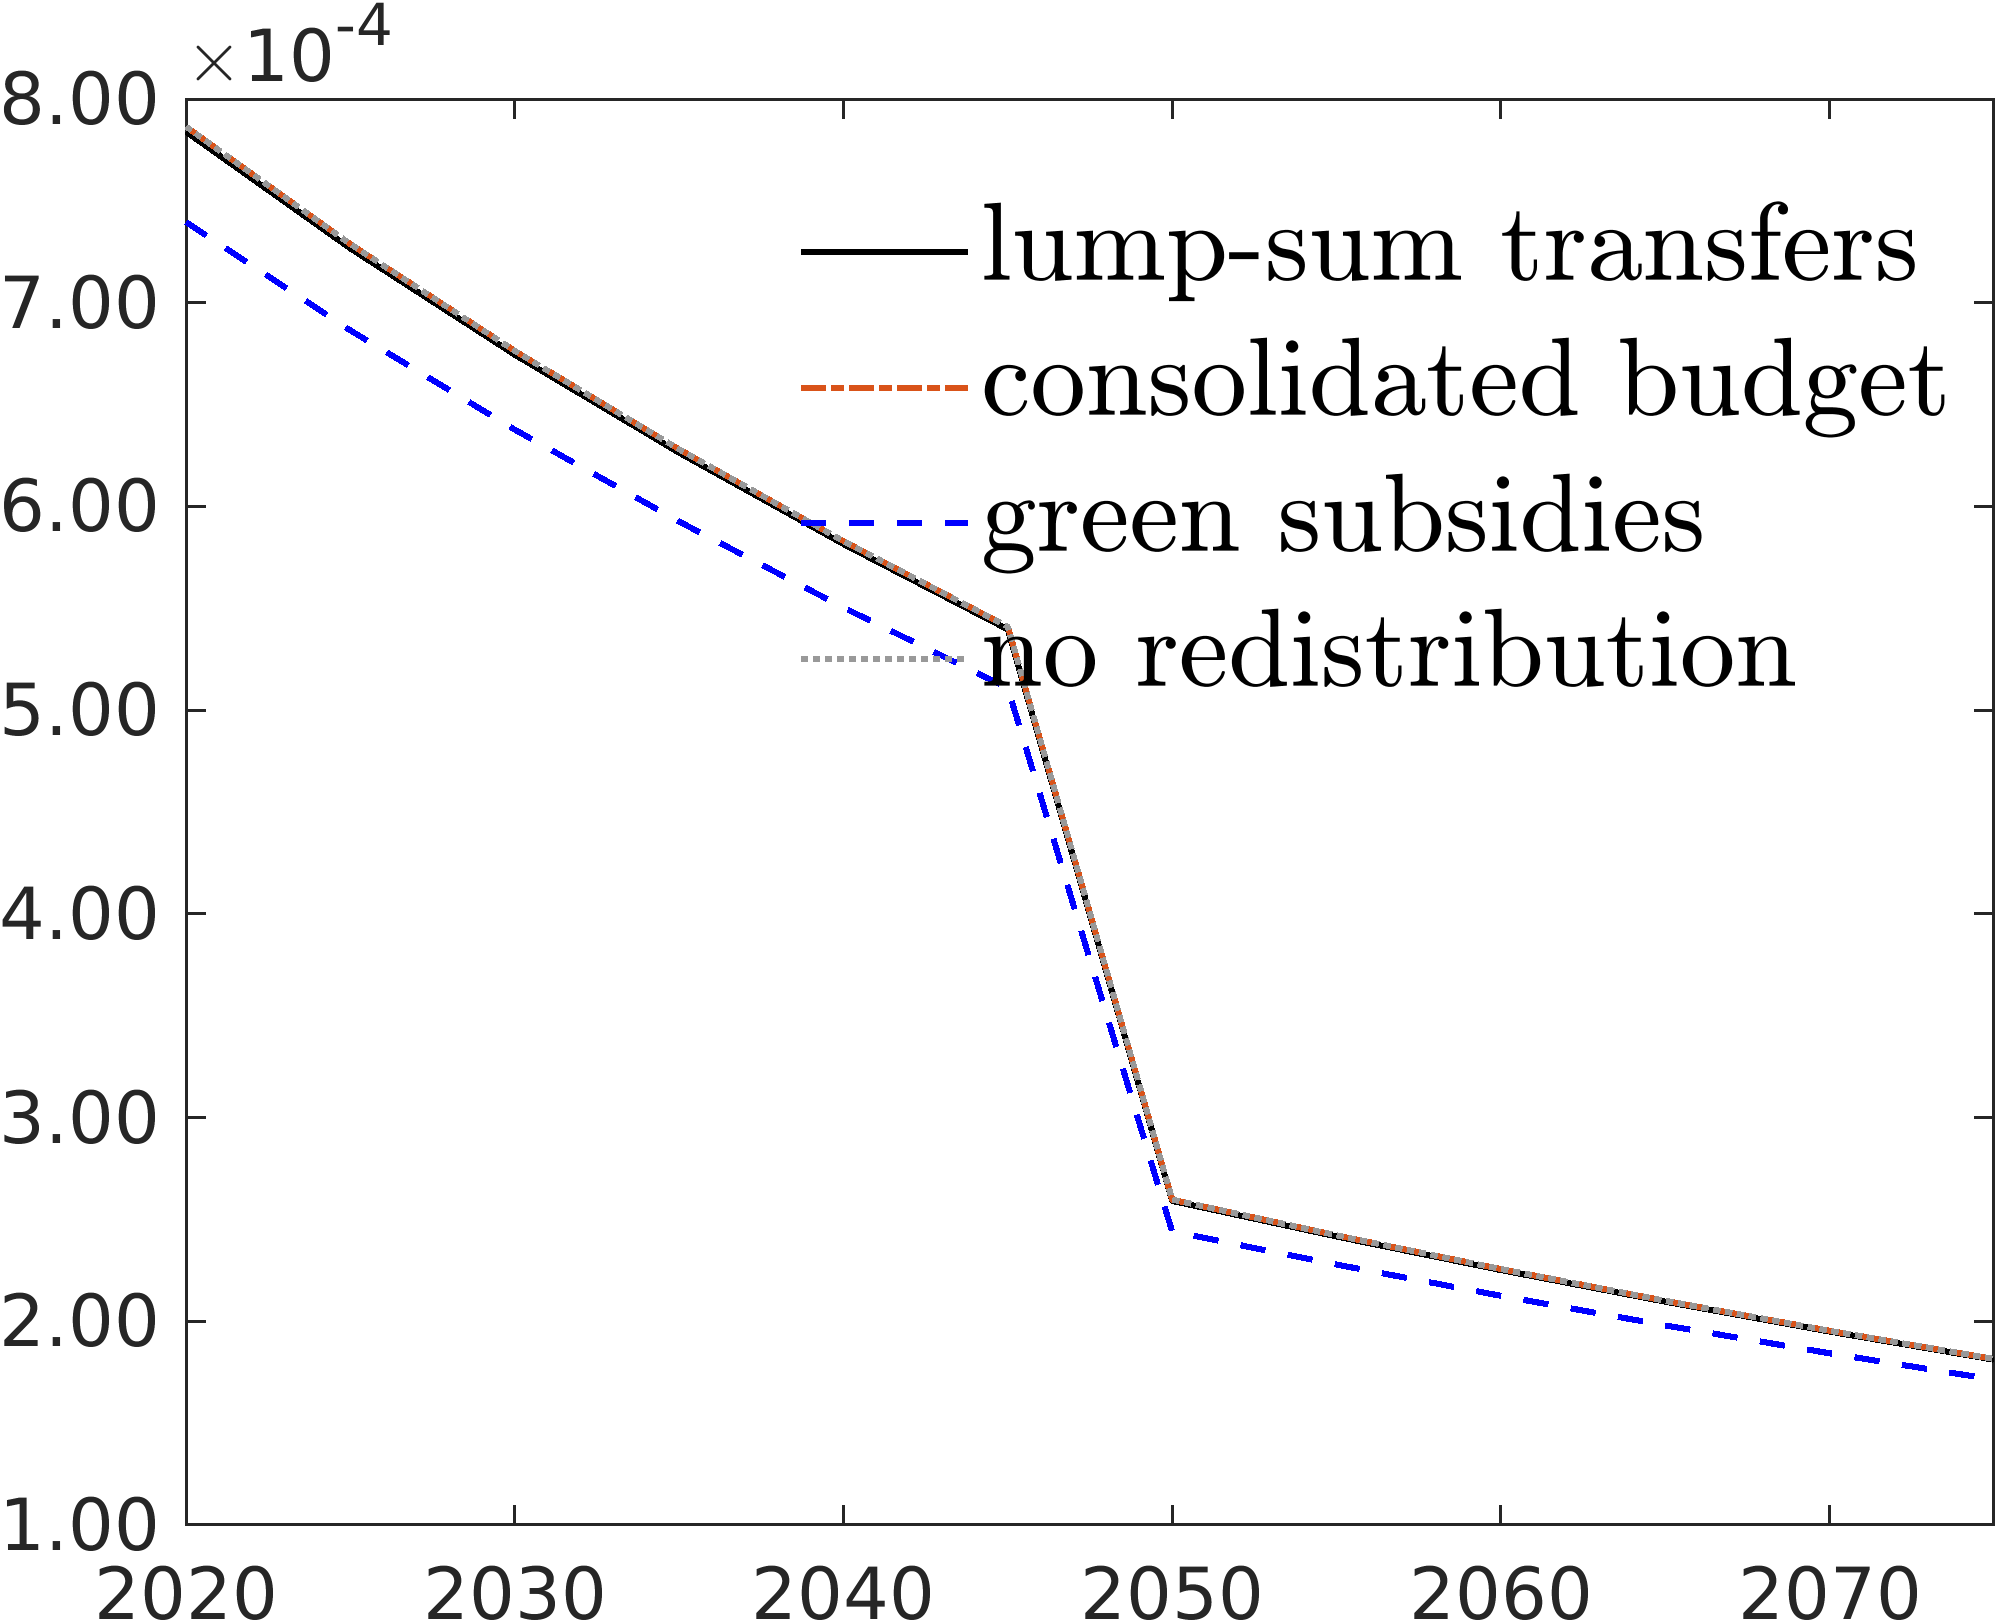 ×10-4
8.00
7.00
6.00
5.00
4.00
3.00
2.00
1.00
lump-sum transfers
consolidated budget
green subsidies
no redistribution
2020 2030 2040 2050 2060 2070